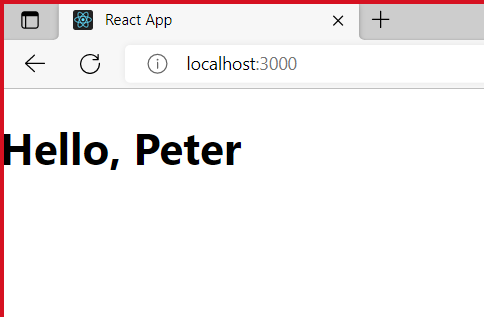 React App
localhost:3000
Hello, Peter